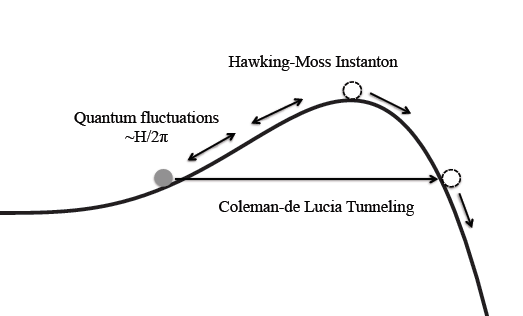 Hawking-Moss Instanton
Quantum fluctuations
~H/2π
Coleman-de Lucia Tunneling